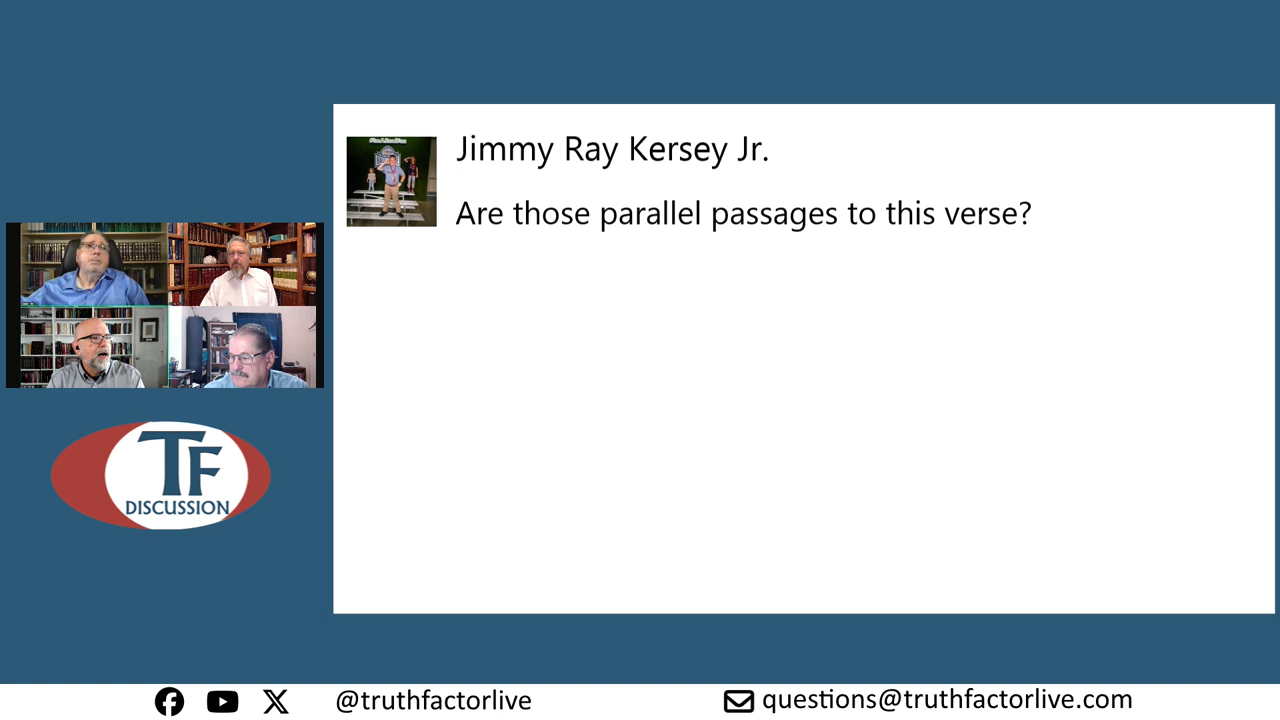 Jimmy Ray Kersey Jr.
Are those parallel passages to this verse?
TF
DISCUSSION
@truthfactorlive
questions@truthfactorlive.com